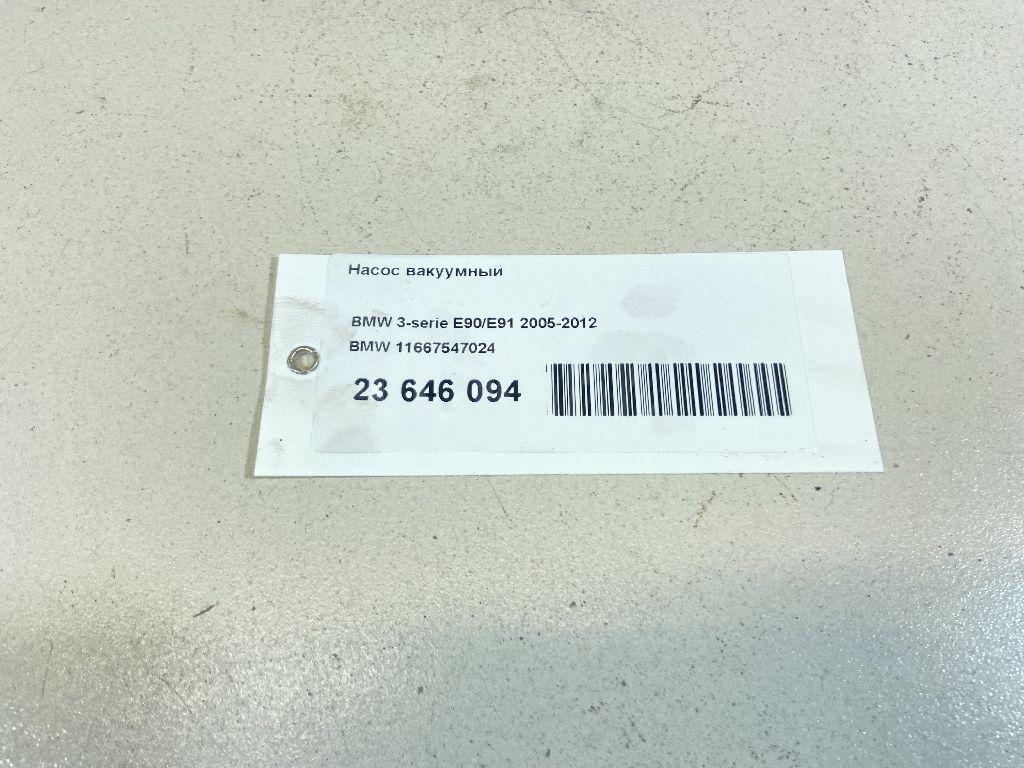 Насос вакуумный
BMW 3-serie E90/E91 2005-2012
BMW 11667547024
23 646 094